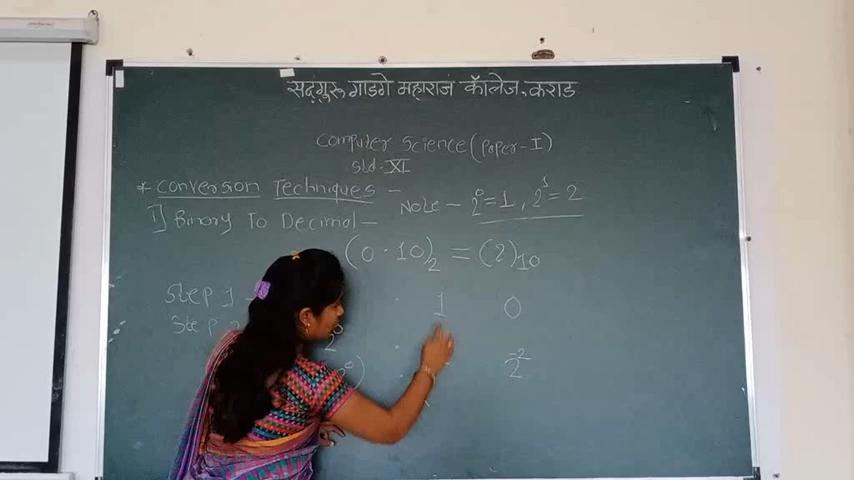 सद्गुरू गाडगे महाराज कॉलेज, कराड
Computer Science (Paper-I)
Std-XI
* Conversion Techniques -
I) Binary To Decimal - Note - 2⁰=1, 2¹=2
(0.10)₂ = (?)₁₀
Step 1 - . 1 0
Step 2 2⁰ . 2⁻²